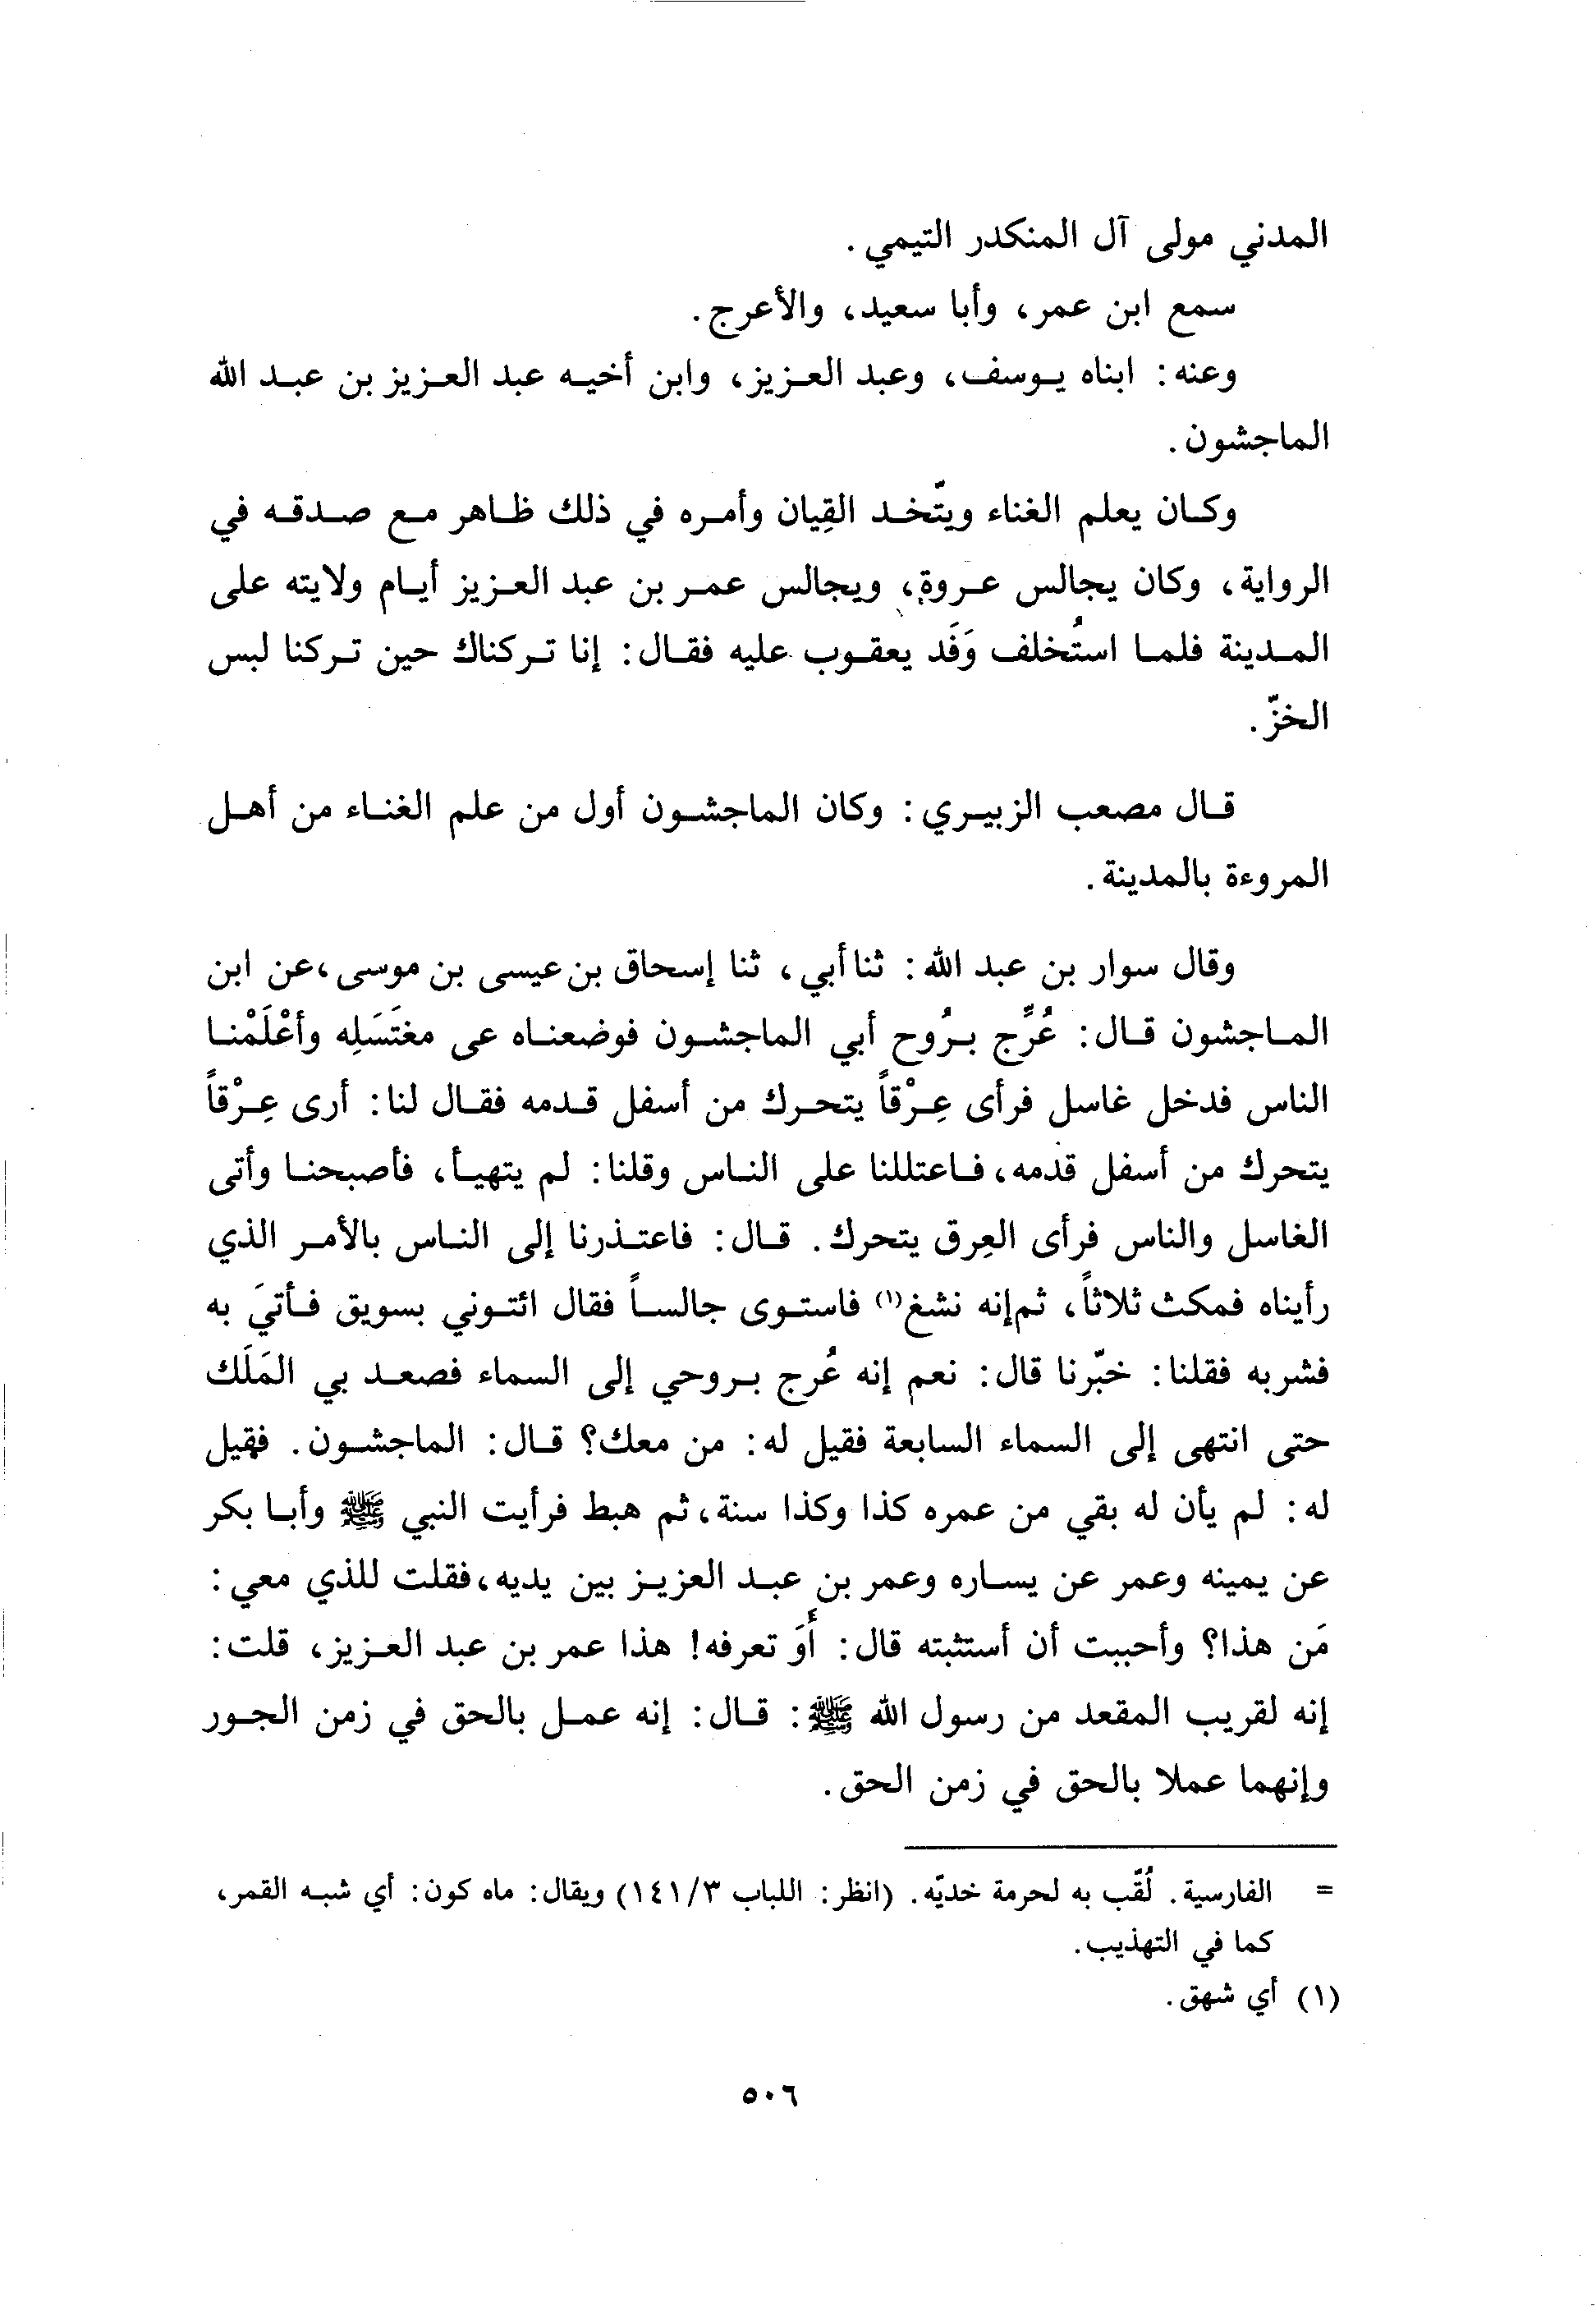 المدني مولى آل المنكدر التيمي.
سمع ابن عمر، وأبا سعيد، والأعرج.
وعنه: ابناه يوسف، وعبد العزيز، وابن أخيه عبد العزيز بن عبد الله
الماجشون.
وكان يعلم الغناء ويتّخد القِيان وأمره في ذلك ظاهر مع صدقه في
الرواية، وكان يجالس عروة، ويجالس عمر بن عبد العزيز أيام ولايته على
المدينة فلما استُخلف وَفَد يعقوب عليه فقال: إنا تركناك حين تركنا لبس
الخزّ.
قال مصعب الزبيري: وكان الماجشون أول من علم الغناء من أهل
المروءة بالمدينة.
وقال سوار بن عبد الله: ثنا أبي، ثنا إسحاق بن عيسى بن موسى، عن ابن
الماجشون قال: عُرِّج برُوح أبي الماجشون فوضعناه عى مغتَسَلِه وأعْلَمْنا
الناس فدخل غاسل فرأى عِرْقاً يتحرك من أسفل قدمه فقال لنا: أرى عِرْقاً
يتحرك من أسفل قدمه، فاعتللنا على الناس وقلنا: لم يتهيأ، فأصبحنا وأتى
الغاسل والناس فرأى العِرق يتحرك. قال: فاعتذرنا إلى الناس بالأمر الذي
رأيناه فمكث ثلاثاً، ثم إنه نشغ(١) فاستوى جالساً فقال ائتوني بسويق فأتيَ به
فشربه فقلنا: خبّرنا قال: نعم إنه عُرج بروحي إلى السماء فصعد بي المَلَك
حتى انتهى إلى السماء السابعة فقيل له: من معك؟ قال: الماجشون. فقيل
له: لم يأن له بقي من عمره كذا وكذا سنة، ثم هبط فرأيت النبي ﷺ وأبا بكر
عن يمينه وعمر عن يساره وعمر بن عبد العزيز بين يديه، فقلت للذي معي:
مَن هذا؟ وأحببت أن أستثبته قال: أَوَ تعرفه! هذا عمر بن عبد العزيز، قلت:
إنه لقريب المقعد من رسول الله ﷺ: قال: إنه عمل بالحق في زمن الجور
وإنهما عملا بالحق في زمن الحق.
= الفارسية. لُقّب به لحرمة خديّه. (انظر: اللباب ١٤١/٣) ويقال: ماه كون: أي شبه القمر،
كما في التهذيب.
(١) أي شهق.
٥٠٦